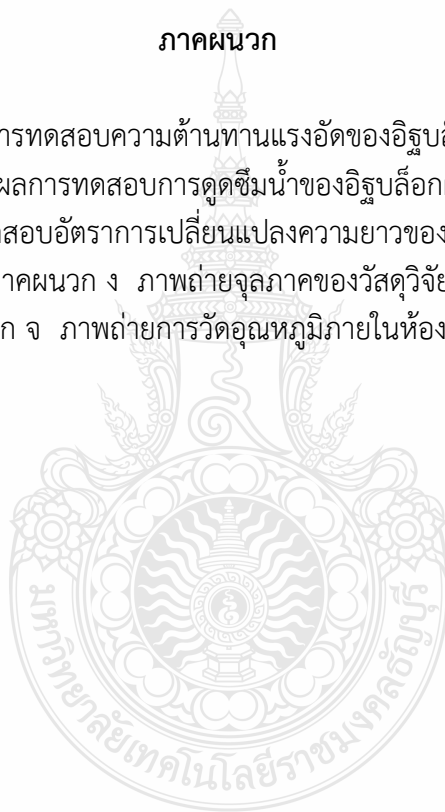 ภาคผนวก
การทดสอบความต้านทานแรงอัดของอิฐบล็
ผลการทดสอบการดูดซึมน้ำของอิฐบล็อก
สอบอัตราการเปลี่ยนแปลงความยาวของ
าคผนวก ง ภาพถ่ายจุลภาคของวัสดุวิจัย
ก จ ภาพถ่ายการวัดอุณหภูมิภายในห้อง
มหาวิทยาลัยเทคโนโลยีราชมงคลธัญบุรี